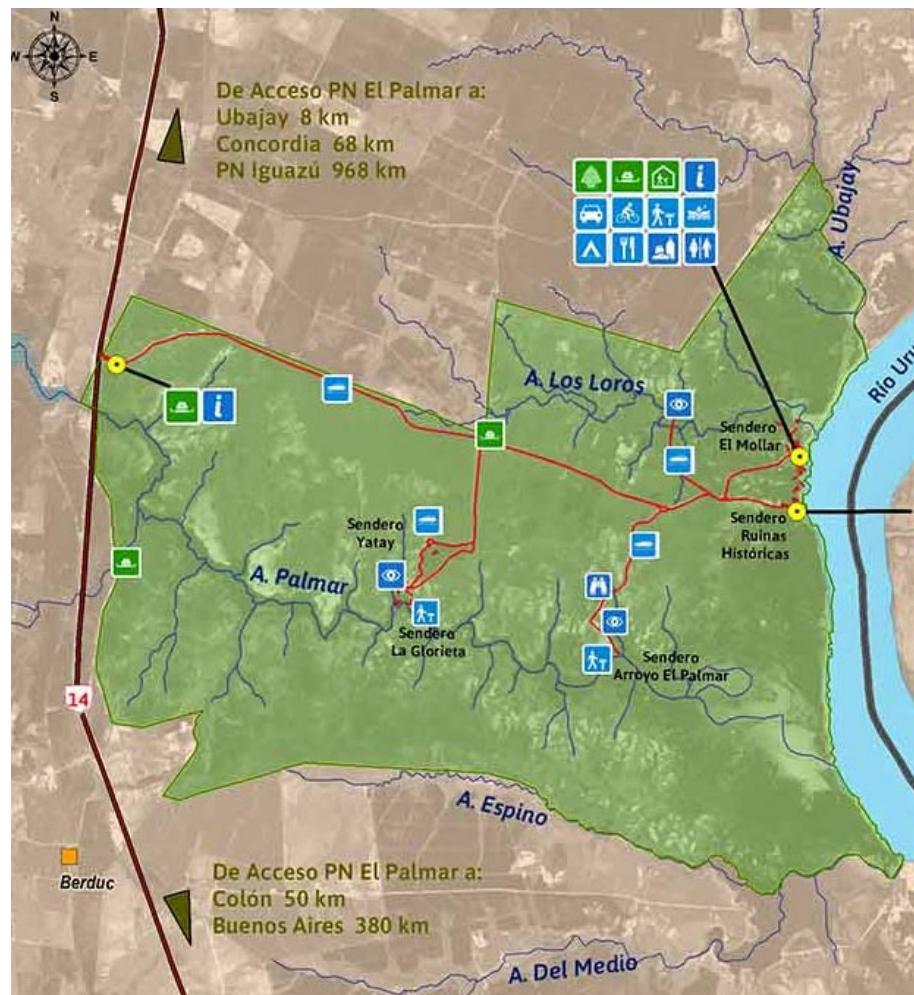 N
W
E
S
De Acceso PN El Palmar a:
Ubajay 8 km
Concordia 68 km
PN Iguazú 968 km
A. Ubajay
Río Uru
A. Los Loros
Sendero
El Mollar
Sendero
Ruinas
Históricas
Sendero
Yatay
A. Palmar
Sendero
La Glorieta
Sendero
Arroyo El Palmar
14
A. Espino
Berduc
De Acceso PN El Palmar a:
Colón 50 km
Buenos Aires 380 km
A. Del Medio